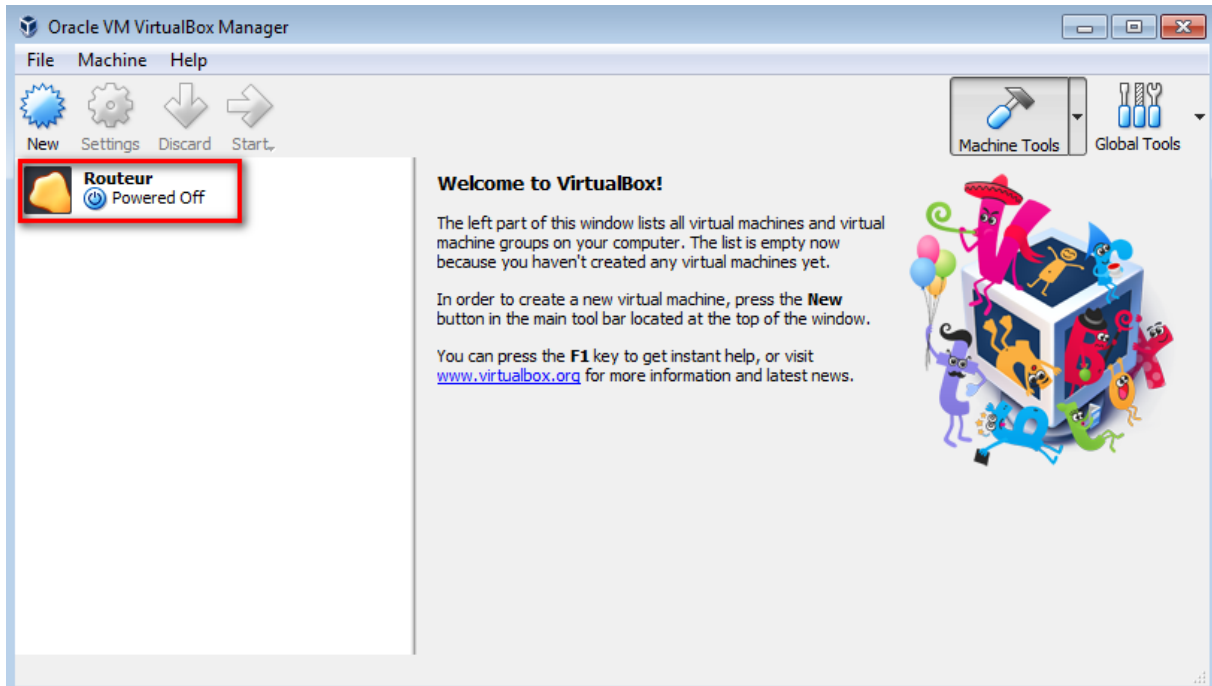 Oracle VM VirtualBox Manager
File Machine Help
New Settings Discard Start
Machine Tools Global Tools
Routeur
Powered Off
Welcome to VirtualBox!
The left part of this window lists all virtual machines and virtual
machine groups on your computer. The list is empty now
because you haven't created any virtual machines yet.
In order to create a new virtual machine, press the New
button in the main tool bar located at the top of the window.
You can press the F1 key to get instant help, or visit
www.virtualbox.org for more information and latest news.